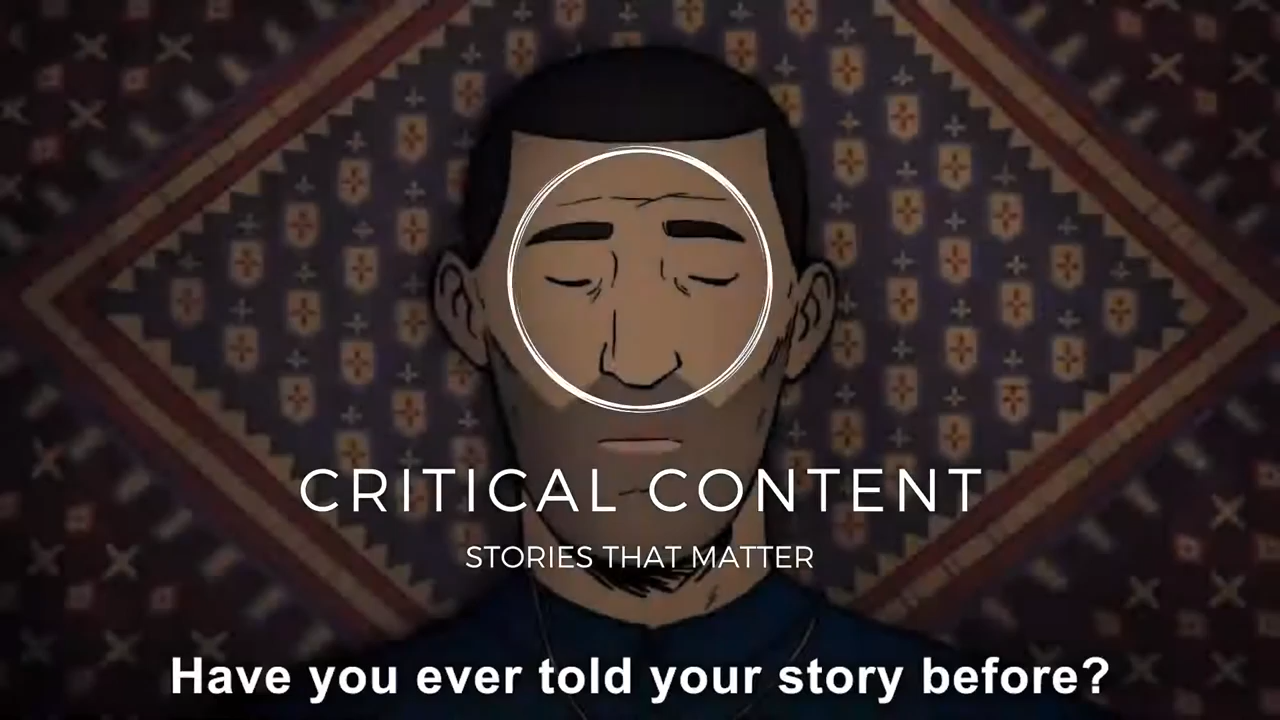 CRITICAL CONTENT
STORIES THAT MATTER
Have you ever told your story before?